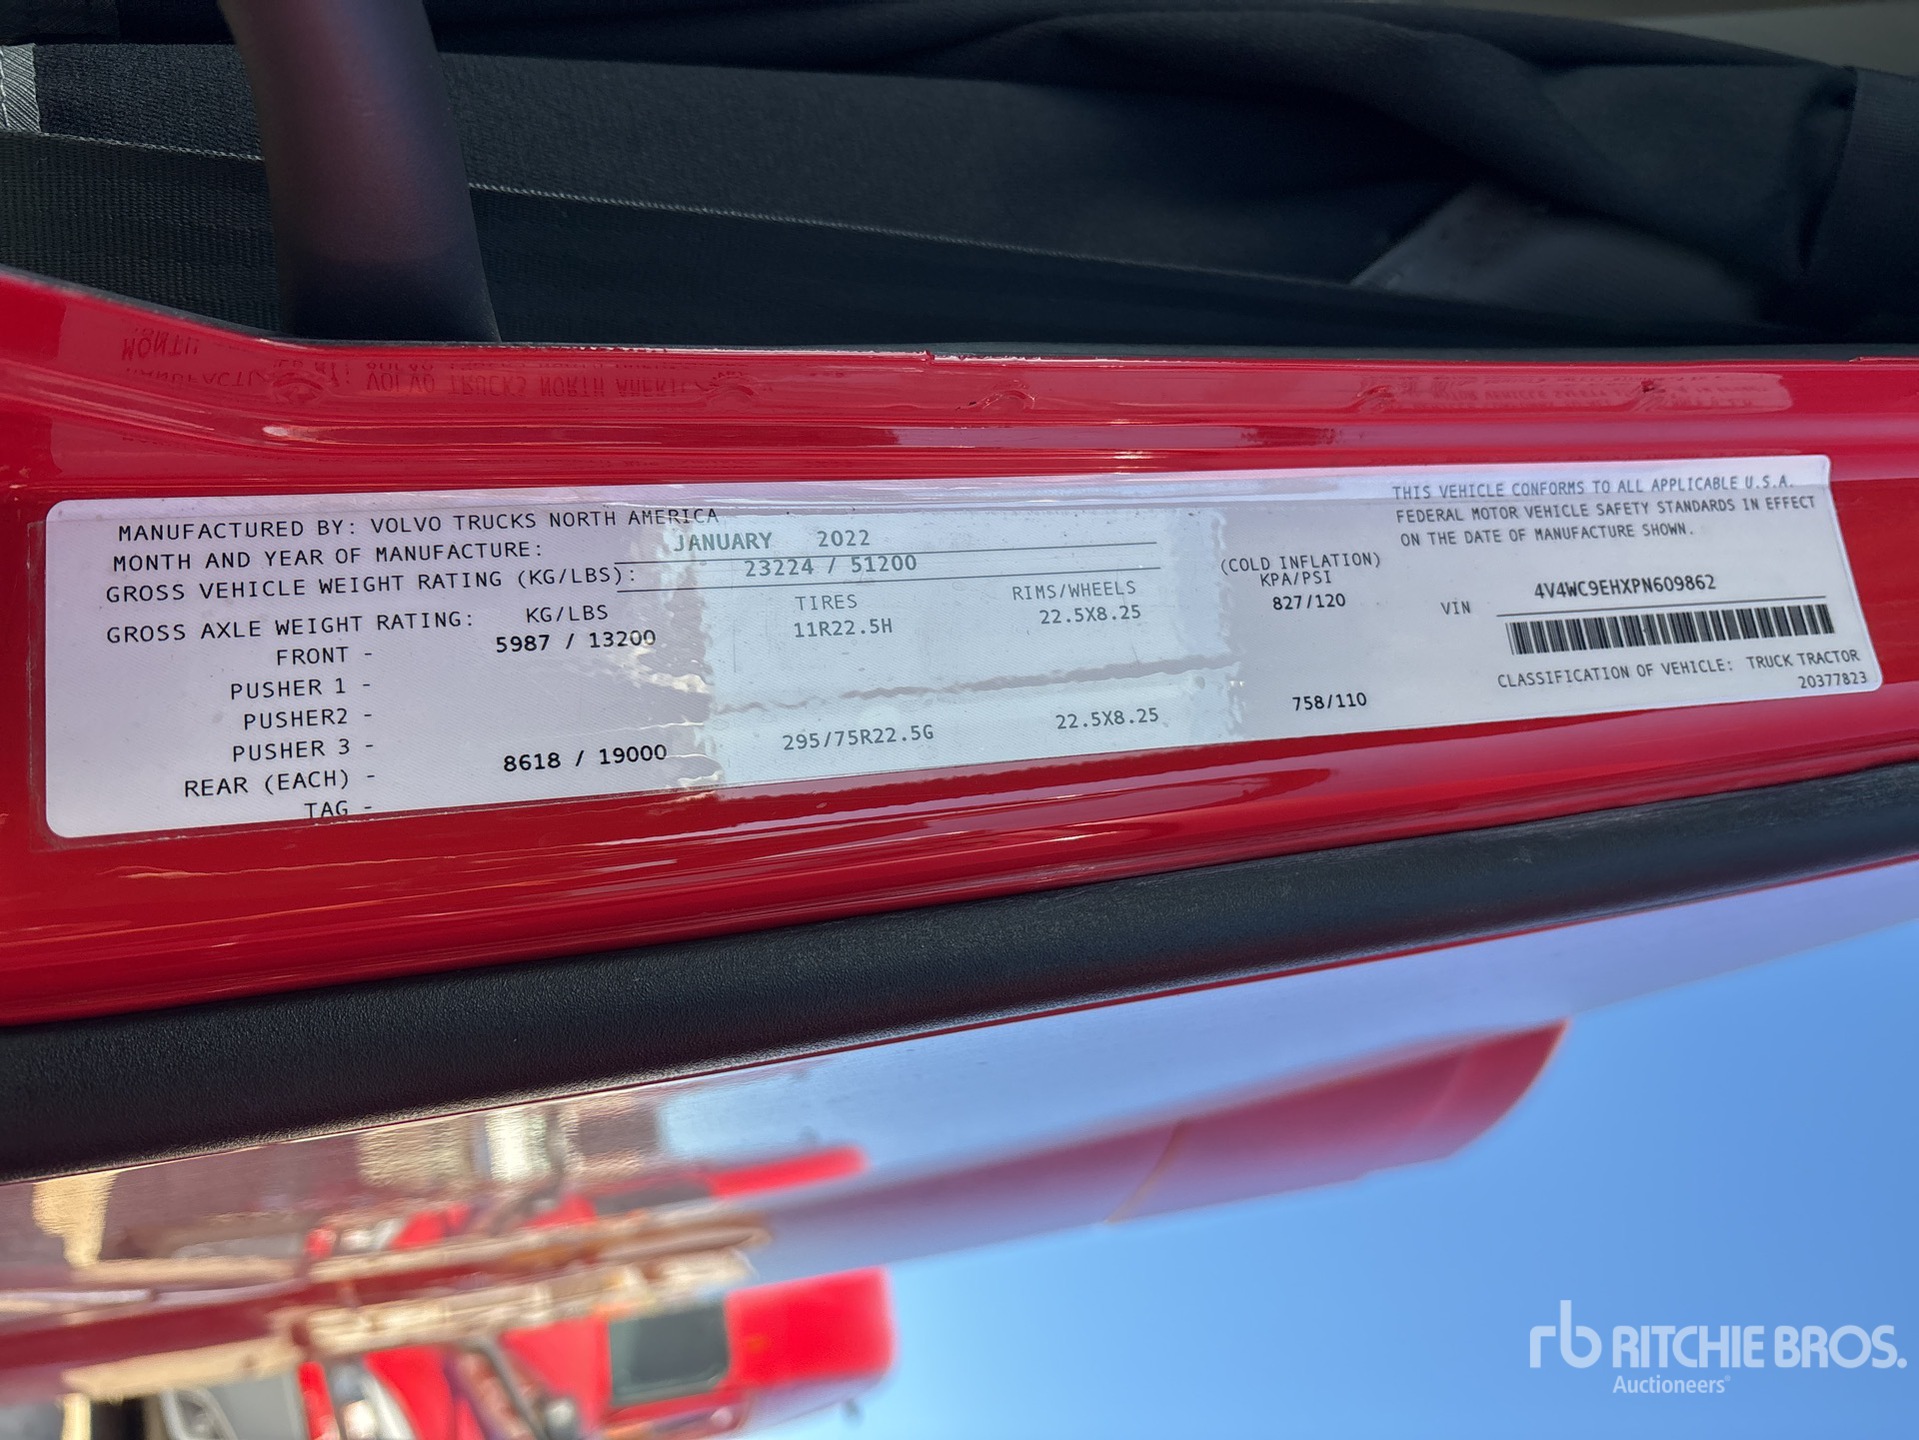 MANUFACTURED BY: VOLVO TRUCKS NORTH AMERICA
MONTH AND YEAR OF MANUFACTURE: JANUARY 2022
GROSS VEHICLE WEIGHT RATING (KG/LBS): 23224 / 51200
GROSS AXLE WEIGHT RATING: KG/LBS TIRES RIMS/WHEELS (COLD INFLATION) KPA/PSI
FRONT - 5987 / 13200 11R22.5H 22.5X8.25 827/120
PUSHER 1 -
PUSHER2 -
PUSHER 3 -
REAR (EACH) - 8618 / 19000 295/75R22.5G 22.5X8.25 758/110
TAG -
THIS VEHICLE CONFORMS TO ALL APPLICABLE U.S.A.
FEDERAL MOTOR VEHICLE SAFETY STANDARDS IN EFFECT
ON THE DATE OF MANUFACTURE SHOWN.
VIN 4V4WC9EHXPN609862
CLASSIFICATION OF VEHICLE: TRUCK TRACTOR
20377823
rb RITCHIE BROS.
Auctioneers